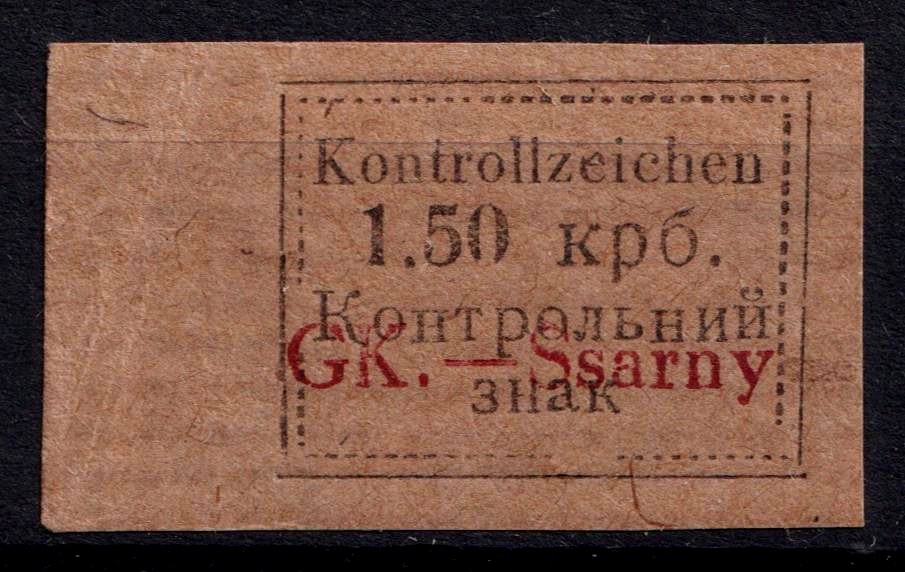 Kontrollzeichen
1.50 крб.
Контрольний
GK. — Ssarny
знак